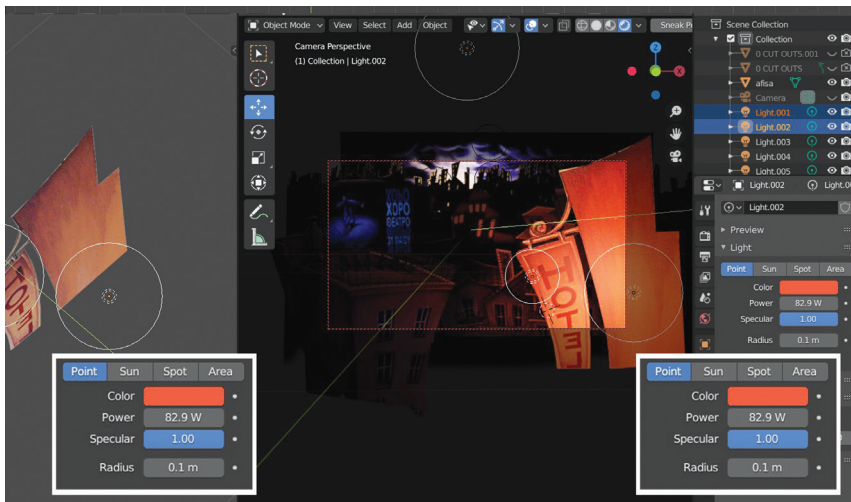 Object Mode View Select Add Object Sneak
Camera Perspective
(1) Collection | Light.002
Z
X
ХОРО
ТЕАТРО
HOTEL
Scene Collection
Collection
0 CUT OUTS.001
0 CUT OUTS
afisa
Camera
Light.001
Light.002
Light.003
Light.004
Light.005
Light.002
Light.002
Preview
Light
Point Sun Spot Area
Color
Power 82.9 W
Specular 1.00
Radius 0.1 m
Point Sun Spot Area
Color
Power 82.9 W
Specular 1.00
Radius 0.1 m
Point Sun Spot Area
Color
Power 82.9 W
Specular 1.00
Radius 0.1 m